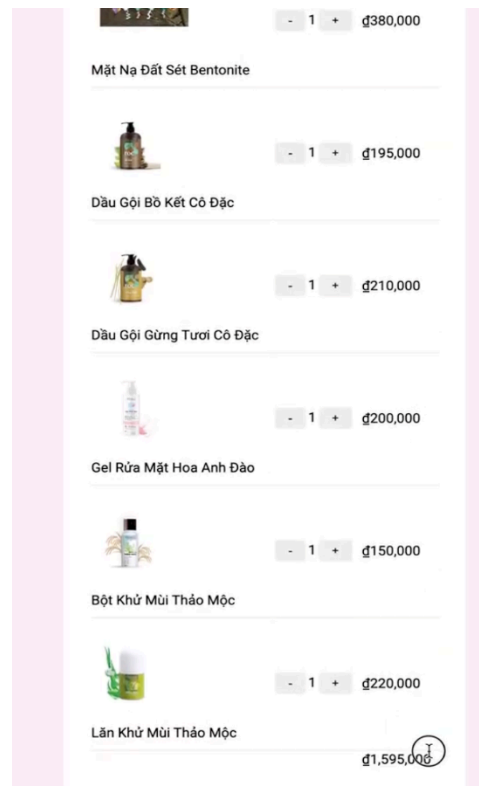 - 1 + ₫380,000
Mặt Nạ Đất Sét Bentonite
- 1 + ₫195,000
Dầu Gội Bồ Kết Cô Đặc
- 1 + ₫210,000
Dầu Gội Gừng Tươi Cô Đặc
- 1 + ₫200,000
Gel Rửa Mặt Hoa Anh Đào
- 1 + ₫150,000
Bột Khử Mùi Thảo Mộc
- 1 + ₫220,000
Lăn Khử Mùi Thảo Mộc
₫1,595,000